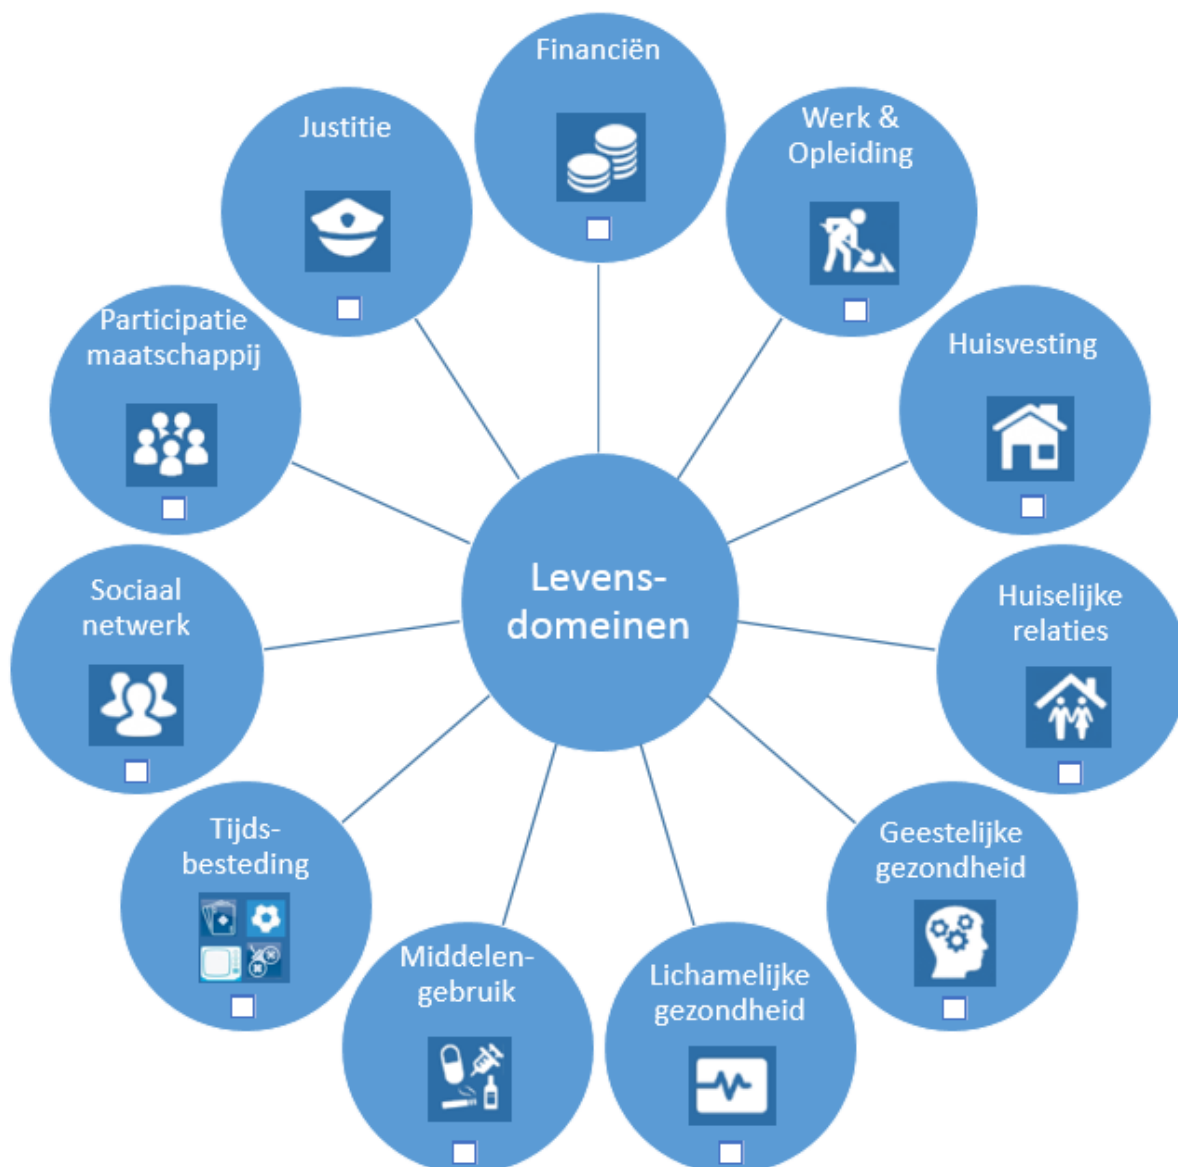 Financiën
Werk &
Opleiding
Huisvesting
Huiselijke
relaties
Geestelijke
gezondheid
Lichamelijke
gezondheid
Middelen-
gebruik
Tijds-
besteding
Sociaal
netwerk
Participatie
maatschappij
Justitie
Levens-
domeinen